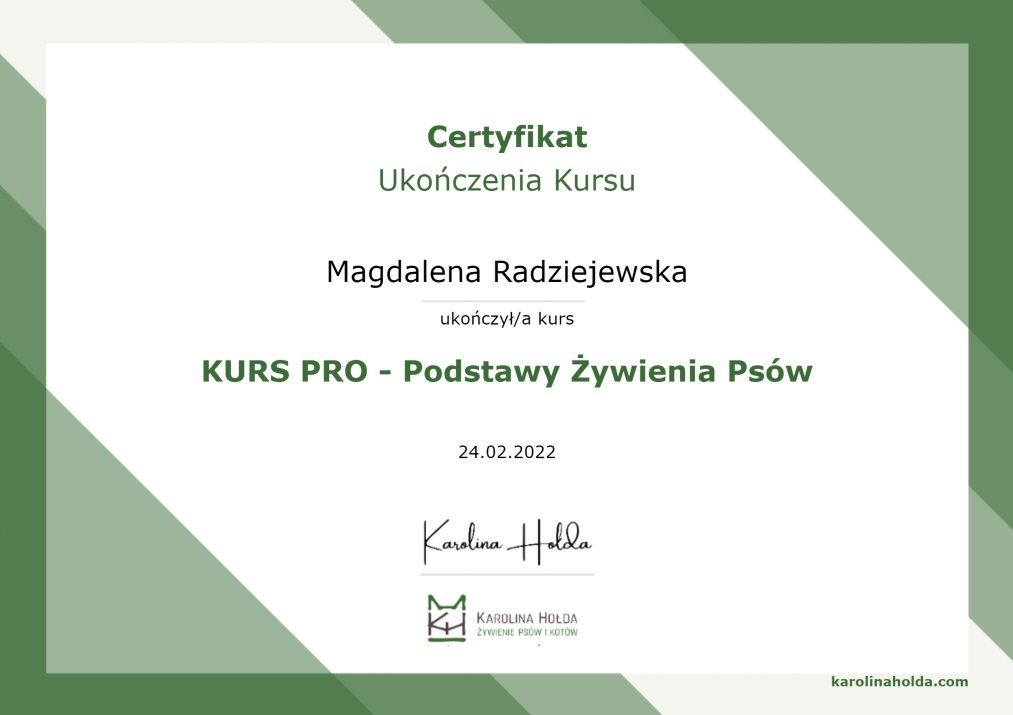 Certyfikat
Ukończenia Kursu
Magdalena Radziejewska
ukończył/a kurs
KURS PRO - Podstawy Żywienia Psów
24.02.2022
Karolina Hołda
KAROLINA HOŁDA
ŻYWIENIE PSÓW I KOTÓW
karolinaholda.com